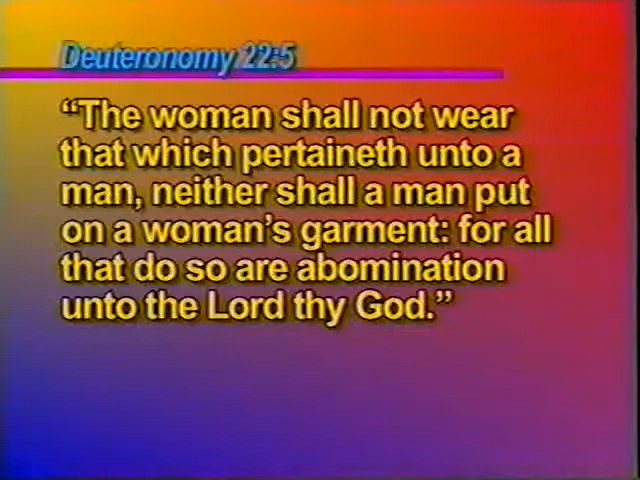 Deuteronomy 22:5
“The woman shall not wear
that which pertaineth unto a
man, neither shall a man put
on a woman’s garment: for all
that do so are abomination
unto the Lord thy God.”